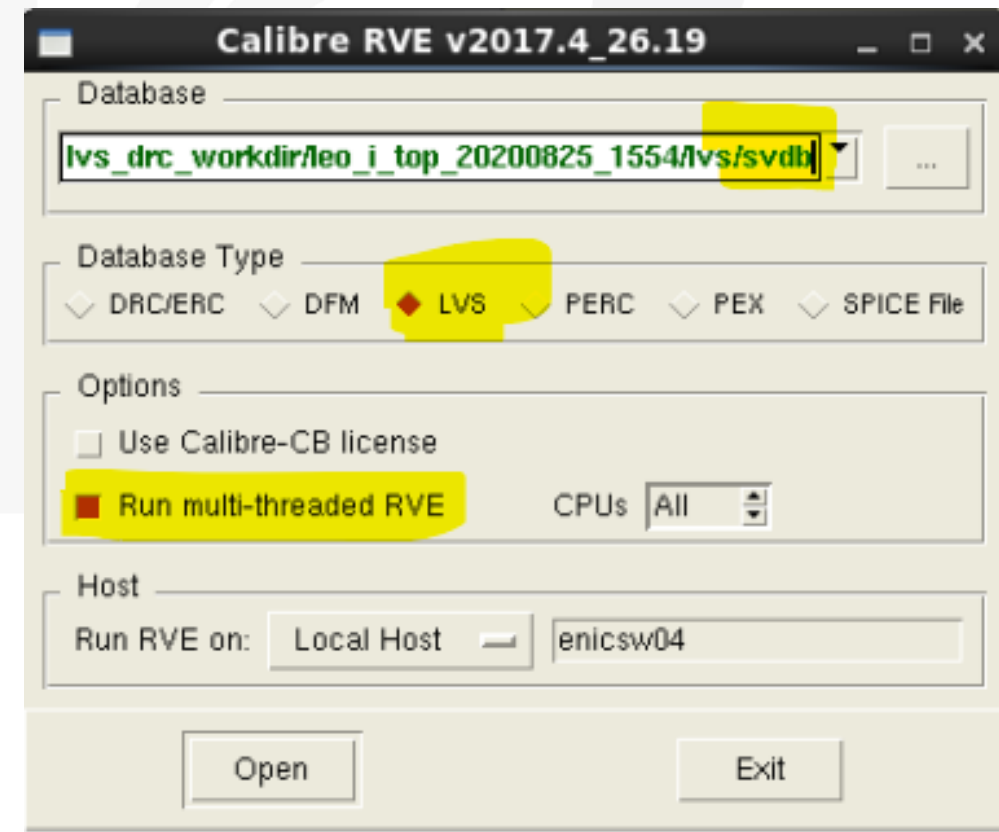 Calibre RVE v2017.4_26.19
Database
lvs_drc_workdir/leo_i_top_20200825_1554/lvs/svdb
...
Database Type
DRC/ERC DFM LVS PERC PEX SPICE File
Options
Use Calibre-CB license
Run multi-threaded RVE CPUs All
Host
Run RVE on: Local Host enicsw04
Open Exit